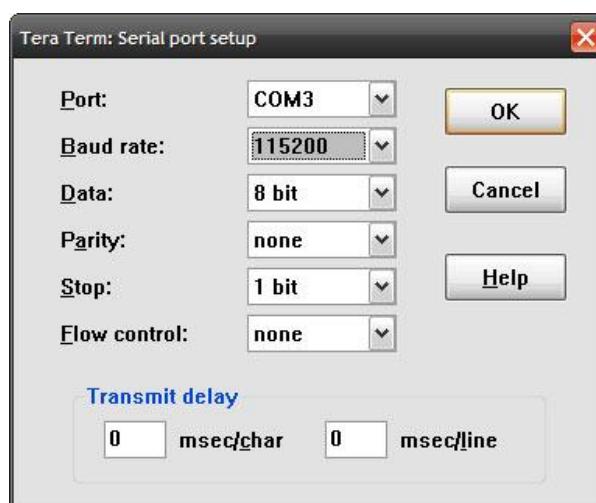 Tera Term: Serial port setup
Port: COM3 OK
Baud rate: 115200
Data: 8 bit Cancel
Parity: none
Stop: 1 bit Help
Flow control: none
Transmit delay
0 msec/char 0 msec/line